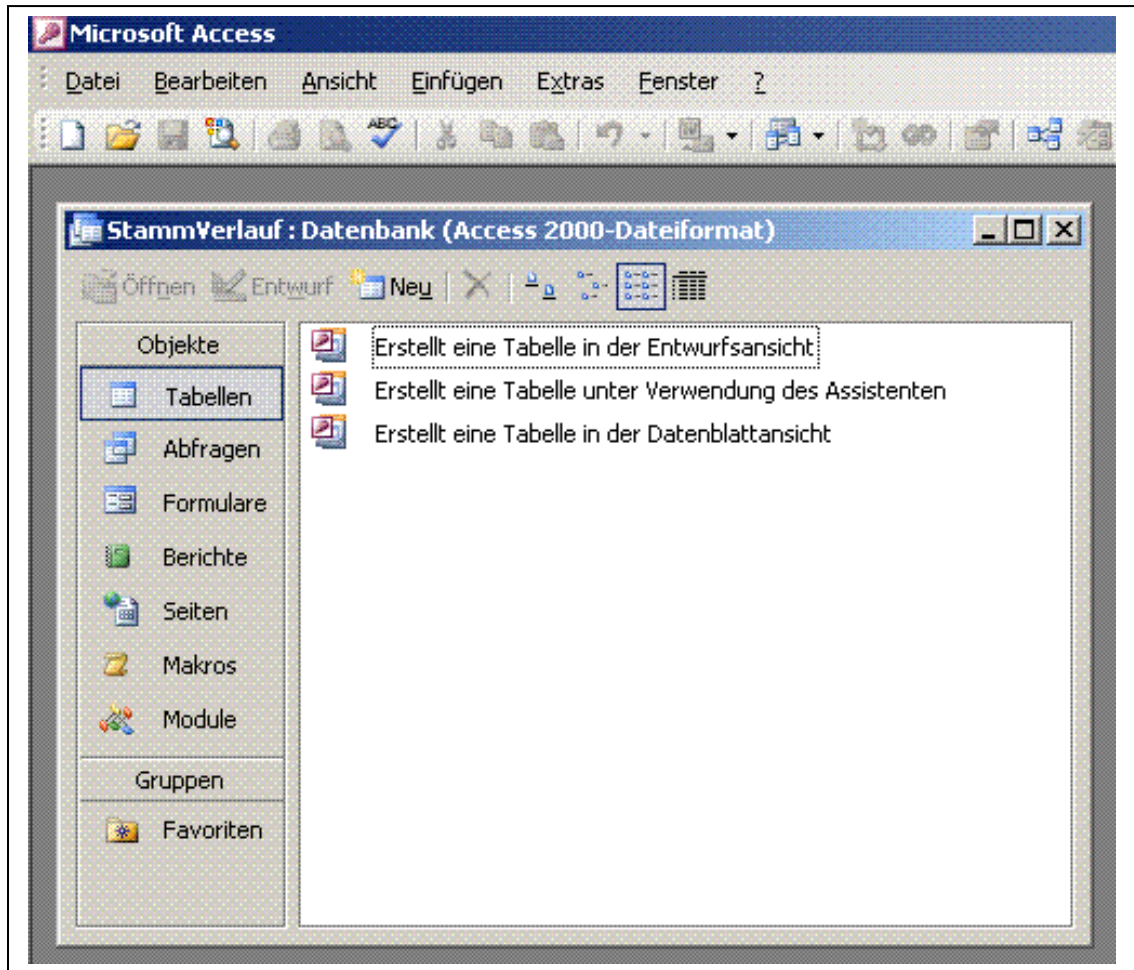 Microsoft Access
Datei Bearbeiten Ansicht Einfügen Extras Fenster ?
ABC
StammVerlauf : Datenbank (Access 2000-Dateiformat)
Öffnen Entwurf Neu
Objekte
Tabellen
Abfragen
Formulare
Berichte
Seiten
Makros
Module
Gruppen
Favoriten
Erstellt eine Tabelle in der Entwurfsansicht
Erstellt eine Tabelle unter Verwendung des Assistenten
Erstellt eine Tabelle in der Datenblattansicht